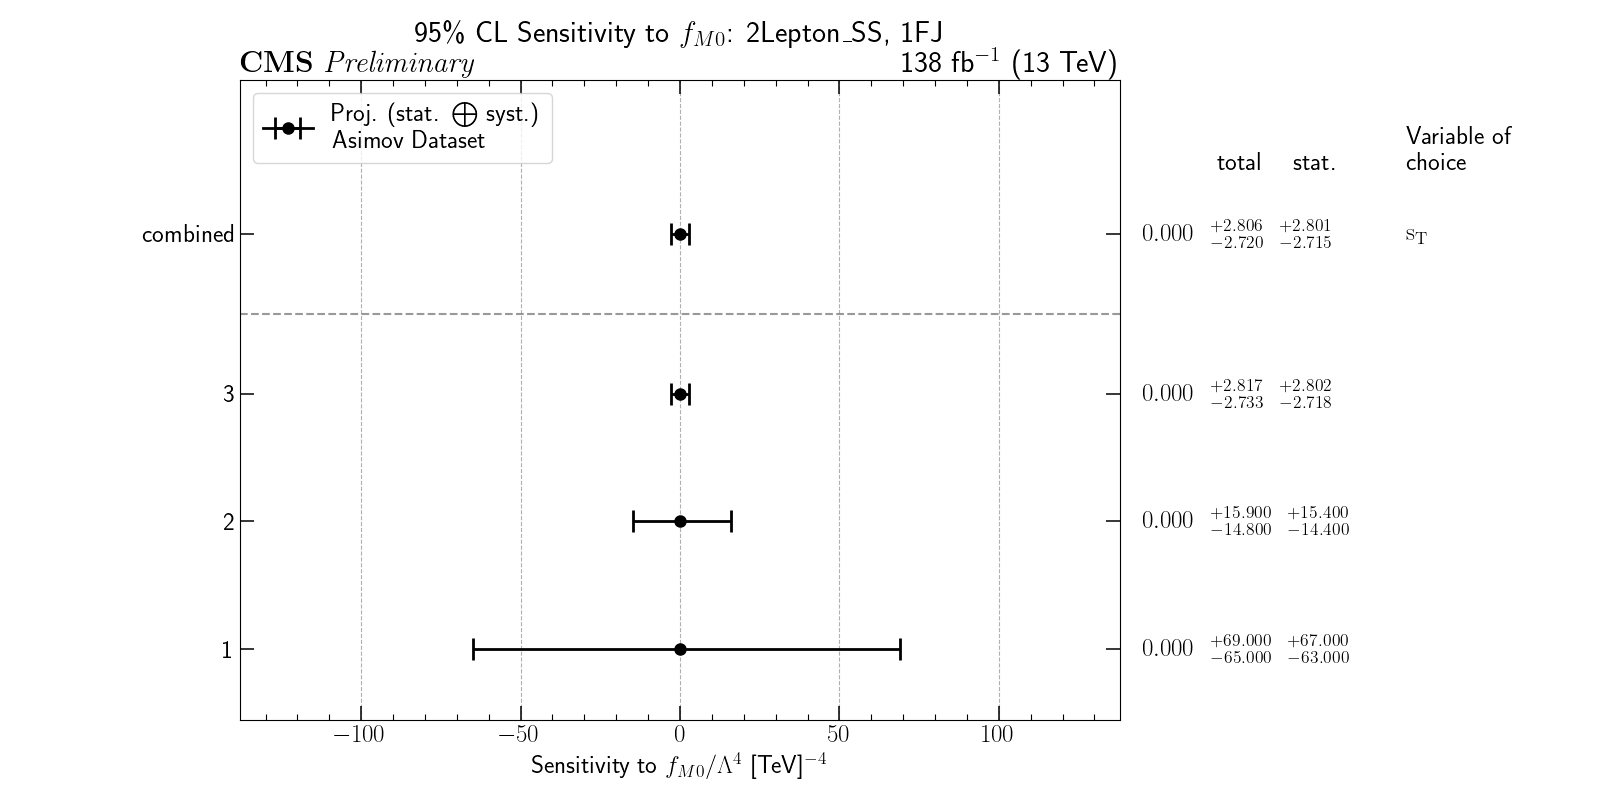 95% CL Sensitivity to f_{M0}: 2Lepton_SS, 1FJ
CMS Preliminary 138 fb⁻¹ (13 TeV)
Proj. (stat. ⨁ syst.)
Asimov Dataset
Variable of
total stat. choice
combined 0.000 +2.806 −2.720 +2.801 −2.715 s_T
3 0.000 +2.817 −2.733 +2.802 −2.718
2 0.000 +15.900 −14.800 +15.400 −14.400
1 0.000 +69.000 −65.000 +67.000 −63.000
−100 −50 0 50 100
Sensitivity to f_{M0}/Λ⁴ [TeV]⁻⁴